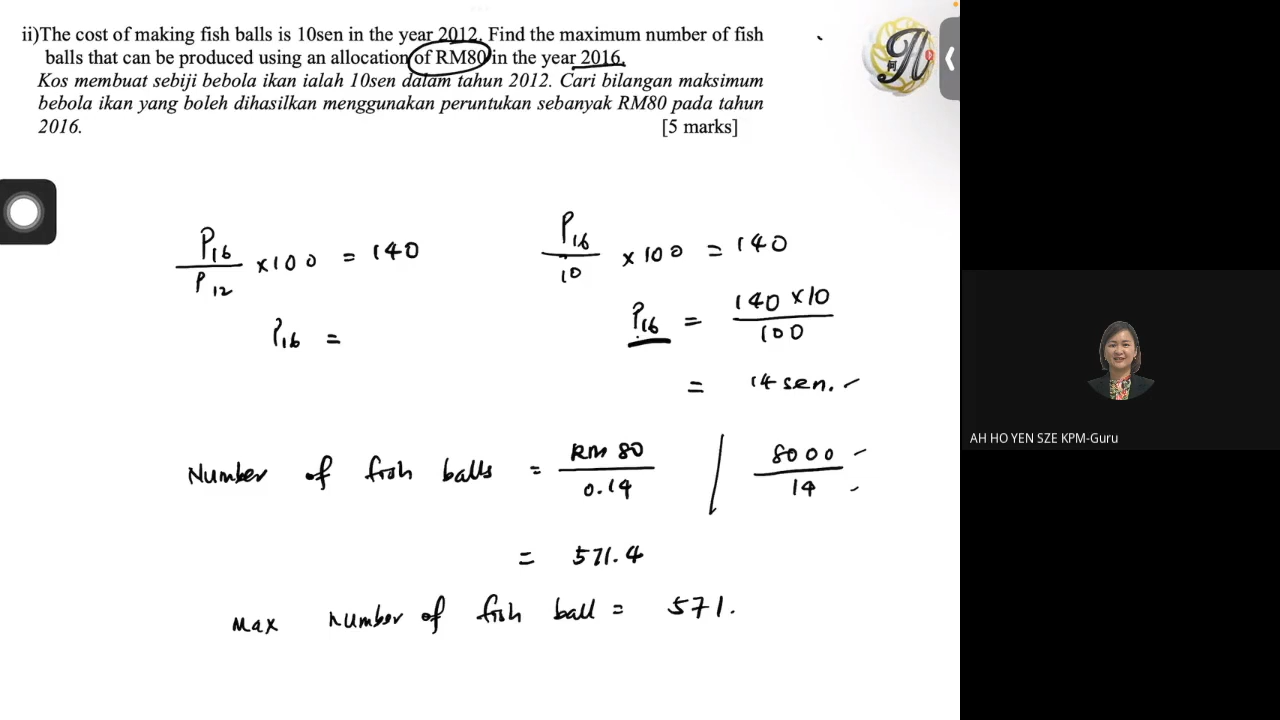 ii)The cost of making fish balls is 10sen in the year 2012. Find the maximum number of fish
balls that can be produced using an allocation of RM80 in the year 2016.
Kos membuat sebiji bebola ikan ialah 10sen dalam tahun 2012. Cari bilangan maksimum
bebola ikan yang boleh dihasilkan menggunakan peruntukan sebanyak RM80 pada tahun
2016. [5 marks]
P16/P12 × 100 = 140
P16 =
P16/10 × 100 = 140
P16 = 140 × 10/100
= 14 sen.
Number of fish balls = RM 80/0.14 | 8000/14
= 571.4
Max number of fish ball = 571.
AH HO YEN SZE KPM-Guru